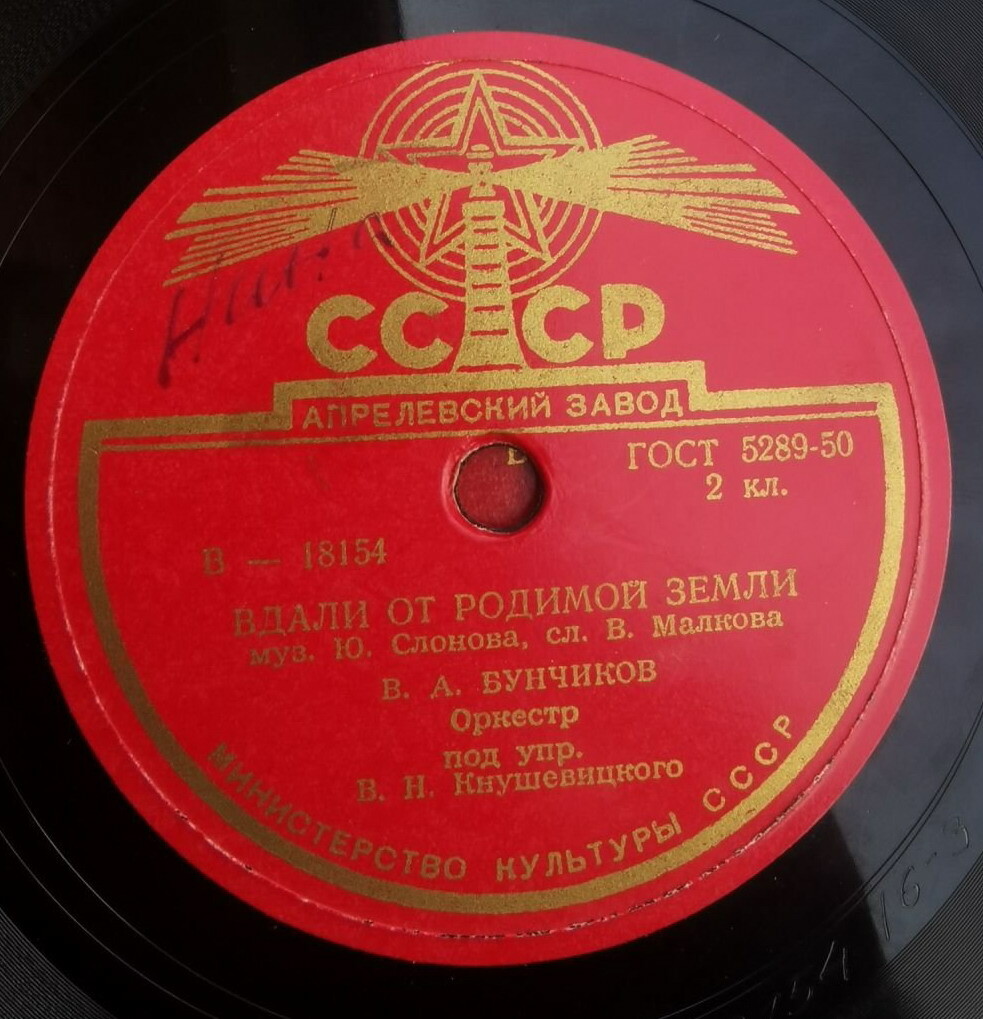 СССР
АПРЕЛЕВСКИЙ ЗАВОД
ГОСТ 5289-50
2 кл.
В — 18154
ВДАЛИ ОТ РОДИМОЙ ЗЕМЛИ
муз. Ю. Слонова, сл. В. Малкова
В. А. БУНЧИКОВ
Оркестр
под упр.
В. Н. Кнушевицкого
МИНИСТЕРСТВО КУЛЬТУРЫ СССР